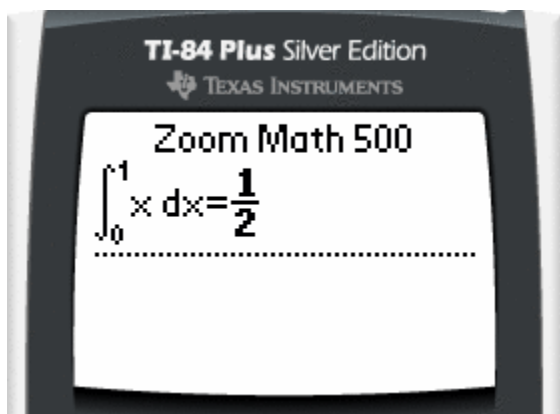 TI-84 Plus Silver Edition
TEXAS INSTRUMENTS
Zoom Math 500
∫₀¹ x dx=1/2